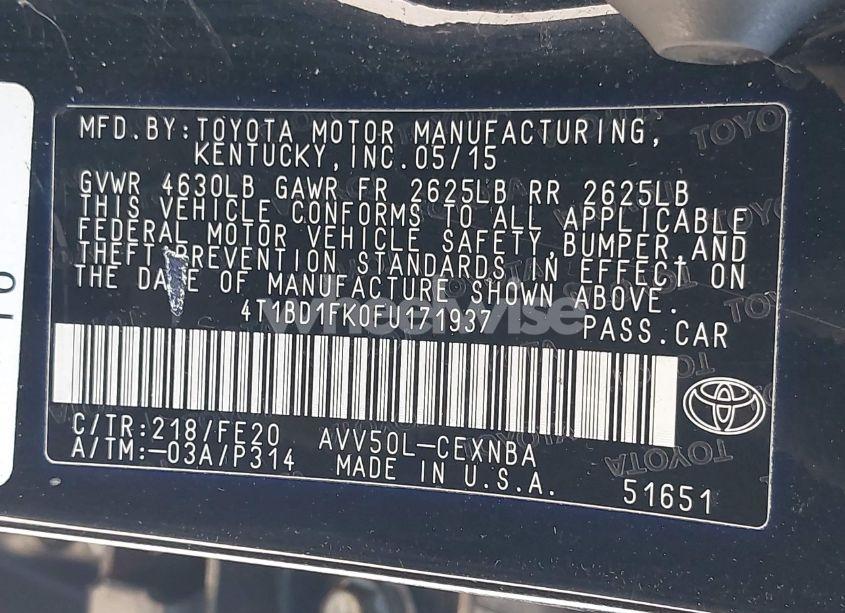 MFD.BY:TOYOTA MOTOR MANUFACTURING,
KENTUCKY,INC.05/15
GVWR 4630LB GAWR FR 2625LB RR 2625LB
THIS VEHICLE CONFORMS TO ALL APPLICABLE
FEDERAL MOTOR VEHICLE SAFETY,BUMPER,AND
THEFT PREVENTION STANDARDS IN EFFECT ON
THE DATE OF MANUFACTURE SHOWN ABOVE.
4T1BD1FK0FU171937 PASS.CAR
wheelwise
C/TR:218/FE20 AVV50L-CEXNBA
A/TM:-03A/P314 MADE IN U.S.A. 51651